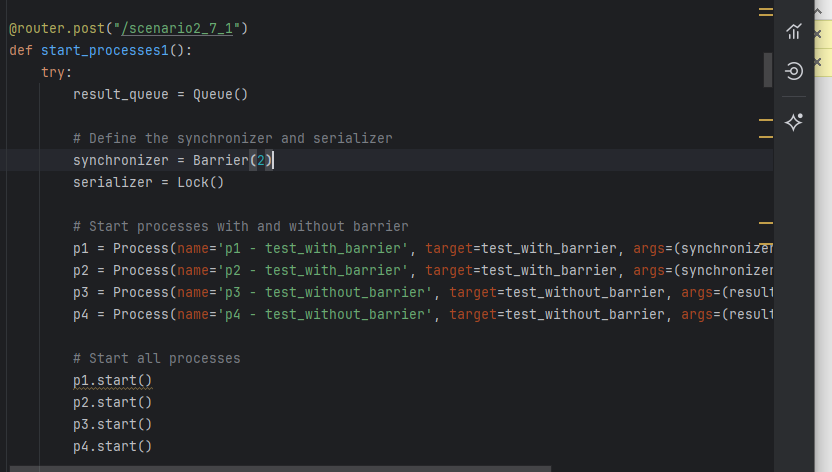 @router.post("/scenario2_7_1")
def start_processes1():
try:
result_queue = Queue()
# Define the synchronizer and serializer
synchronizer = Barrier(2)
serializer = Lock()
# Start processes with and without barrier
p1 = Process(name='p1 - test_with_barrier', target=test_with_barrier, args=(synchronizer
p2 = Process(name='p2 - test_with_barrier', target=test_with_barrier, args=(synchronizer
p3 = Process(name='p3 - test_without_barrier', target=test_without_barrier, args=(result
p4 = Process(name='p4 - test_without_barrier', target=test_without_barrier, args=(result
# Start all processes
p1.start()
p2.start()
p3.start()
p4.start()